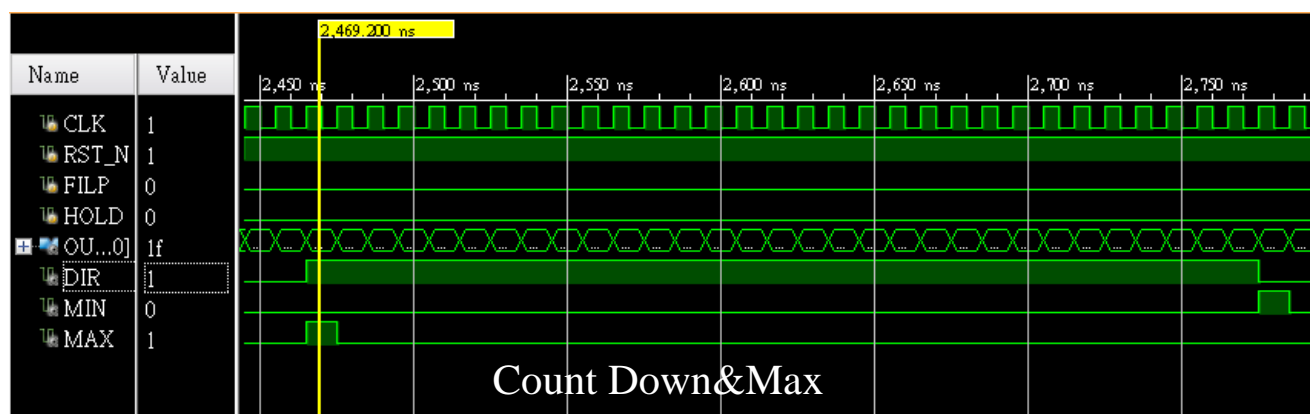 2,469.200 ns
Name Value
2,450 ns 2,500 ns 2,550 ns 2,600 ns 2,650 ns 2,700 ns 2,750 ns
CLK 1
RST_N 1
FILP 0
HOLD 0
OU...0] 1f
DIR 1
MIN 0
MAX 1
Count Down&Max